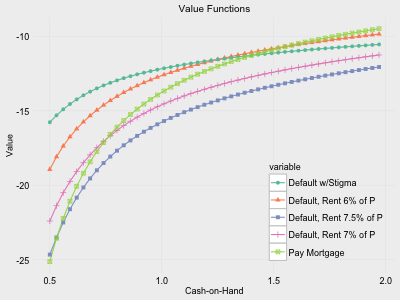 Value Functions
-10
-15
-20
-25
Value
variable
Default w/Stigma
Default, Rent 6% of P
Default, Rent 7.5% of P
Default, Rent 7% of P
Pay Mortgage
0.5 1.0 1.5 2.0
Cash-on-Hand